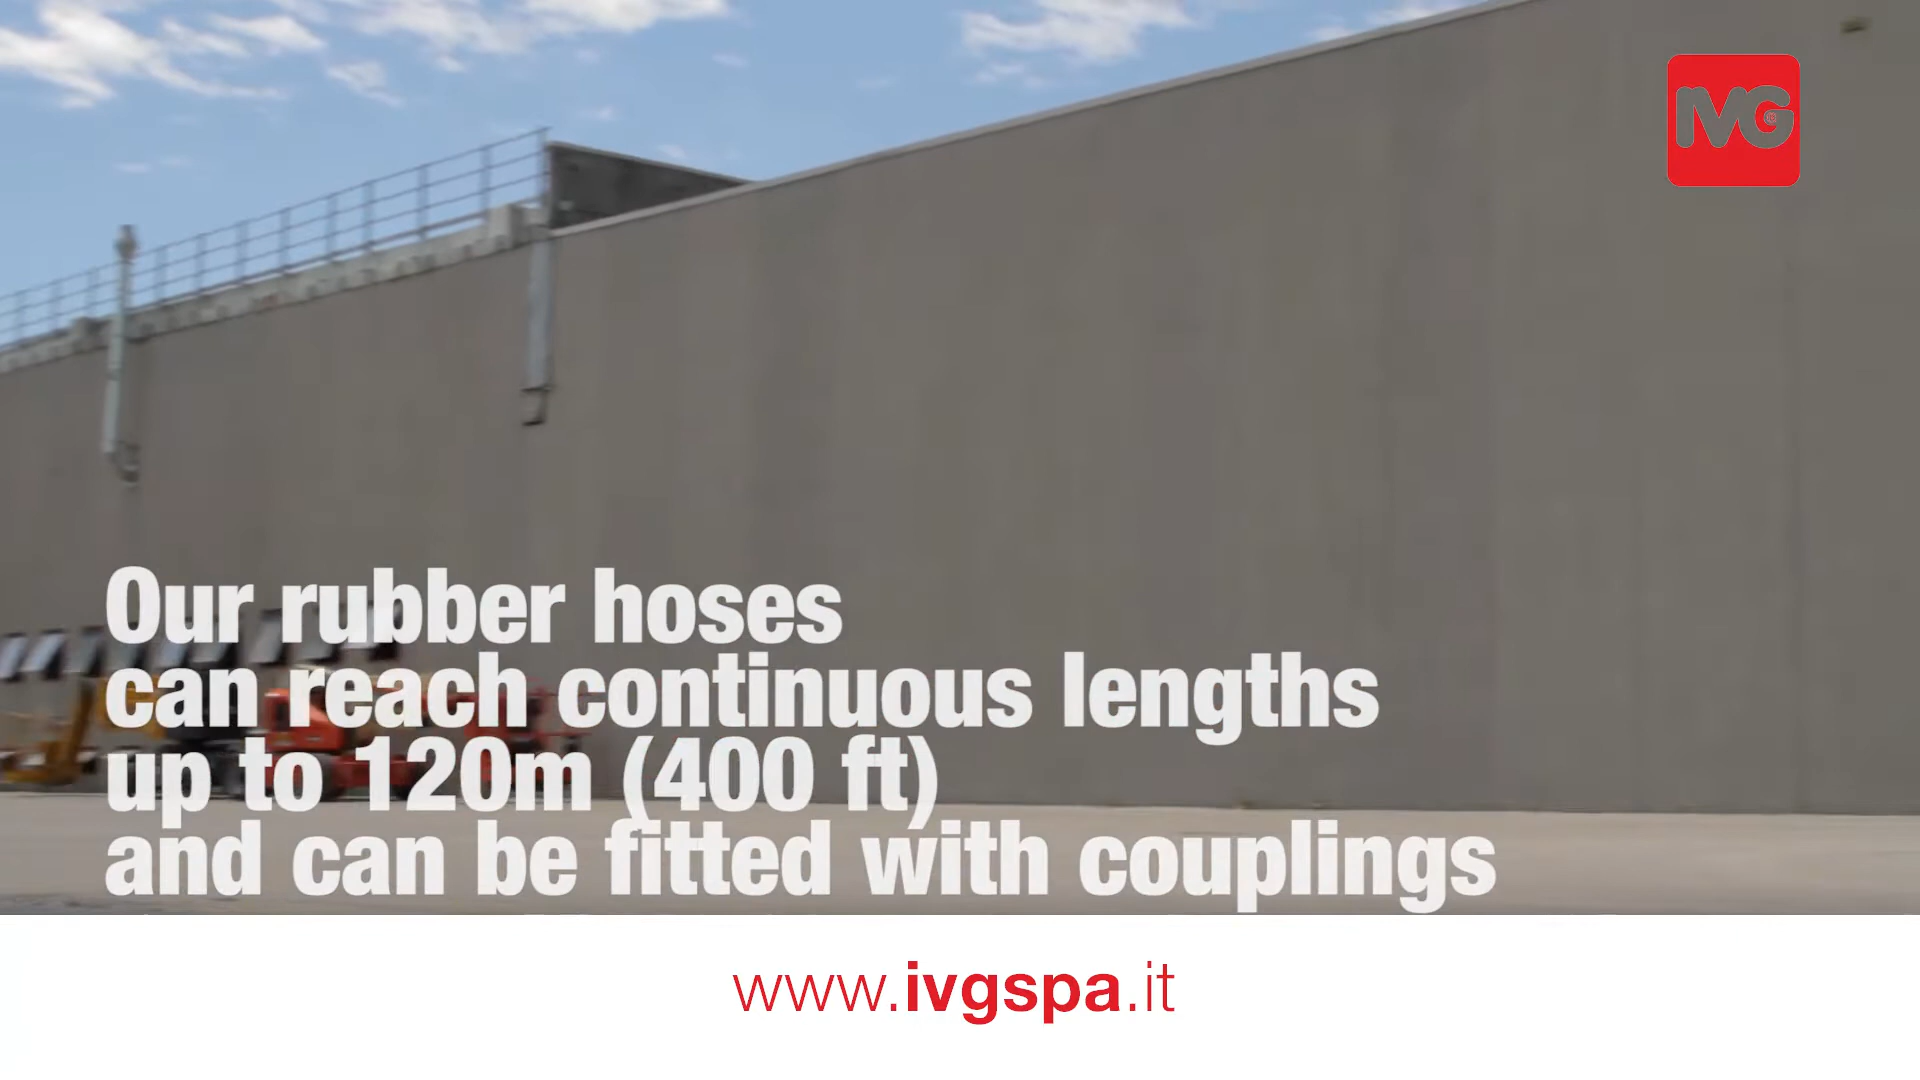 IVG
Our rubber hoses
can reach continuous lengths
up to 120m (400 ft)
and can be fitted with couplings
www.ivgspa.it